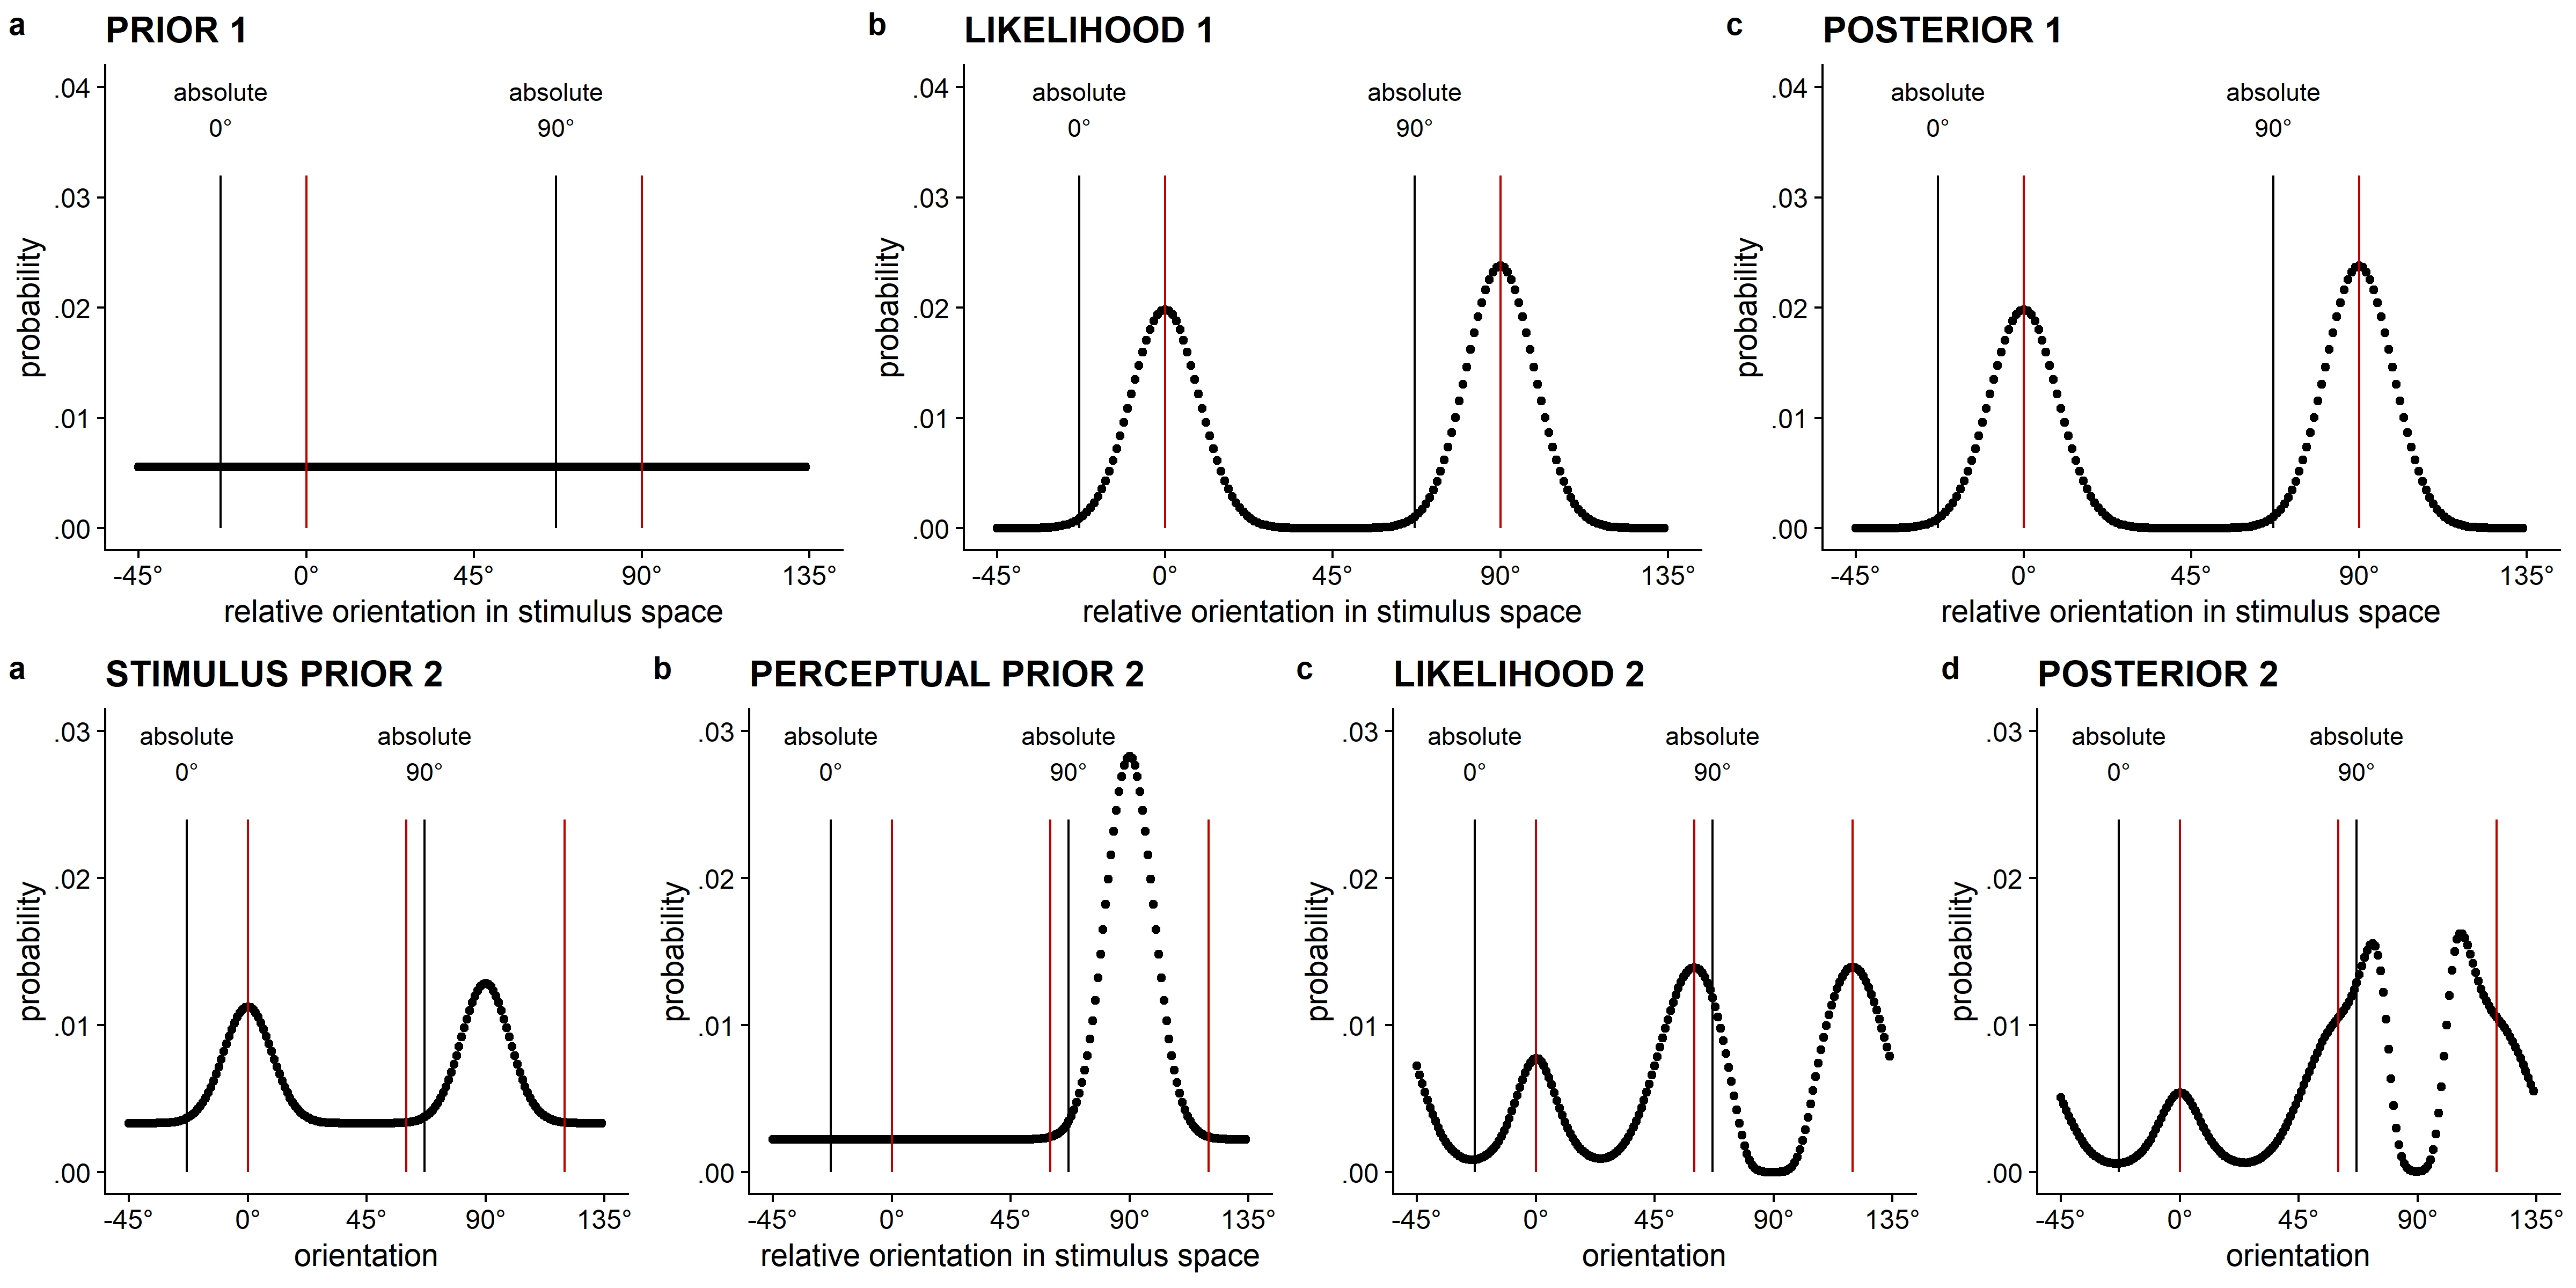 a PRIOR 1
absolute 0°
absolute 90°
.04
.03
.02
.01
.00
probability
-45° 0° 45° 90° 135°
relative orientation in stimulus space
b LIKELIHOOD 1
absolute 0°
absolute 90°
.04
.03
.02
.01
.00
probability
-45° 0° 45° 90° 135°
relative orientation in stimulus space
c POSTERIOR 1
absolute 0°
absolute 90°
.04
.03
.02
.01
.00
probability
-45° 0° 45° 90° 135°
relative orientation in stimulus space
a STIMULUS PRIOR 2
absolute 0°
absolute 90°
.03
.02
.01
.00
probability
-45° 0° 45° 90° 135°
orientation
b PERCEPTUAL PRIOR 2
absolute 0°
absolute 90°
.03
.02
.01
.00
probability
-45° 0° 45° 90° 135°
relative orientation in stimulus space
c LIKELIHOOD 2
absolute 0°
absolute 90°
.03
.02
.01
.00
probability
-45° 0° 45° 90° 135°
orientation
d POSTERIOR 2
absolute 0°
absolute 90°
.03
.02
.01
.00
probability
-45° 0° 45° 90° 135°
orientation